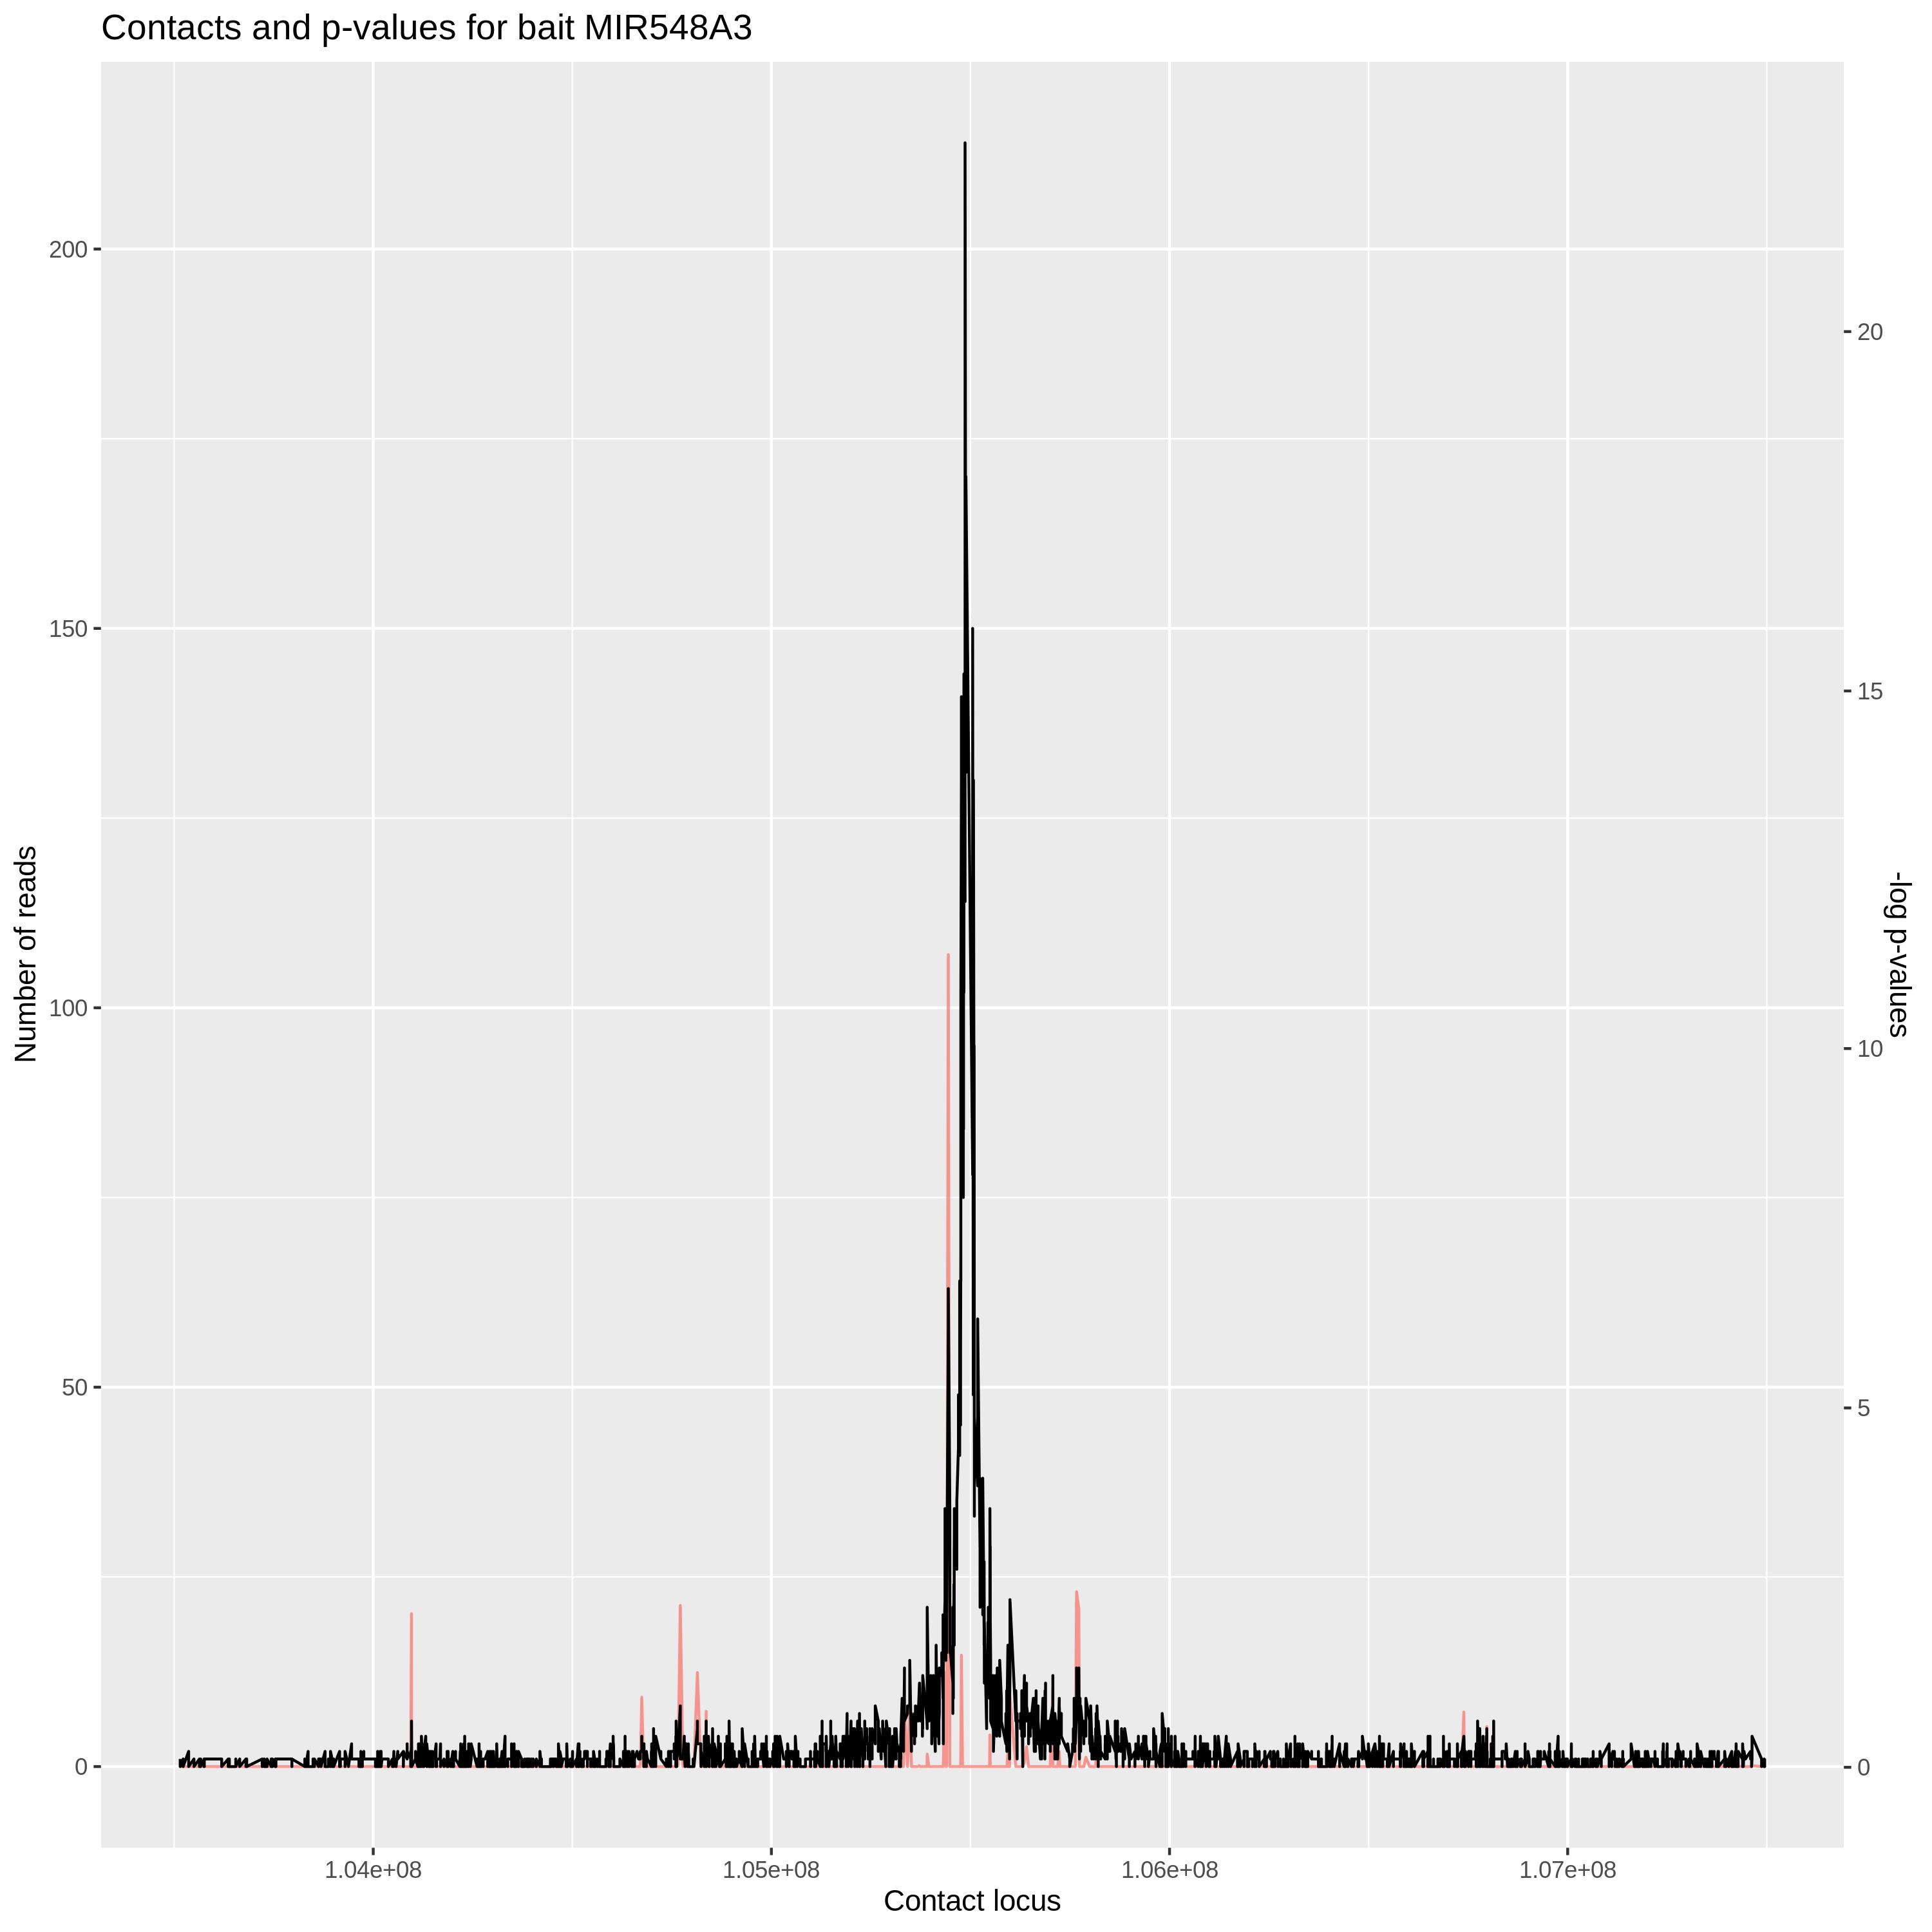 Contacts and p-values for bait MIR548A3
200
150
100
50
0
20
15
10
5
0
Number of reads
-log p-values
1.04e+08 1.05e+08 1.06e+08 1.07e+08
Contact locus